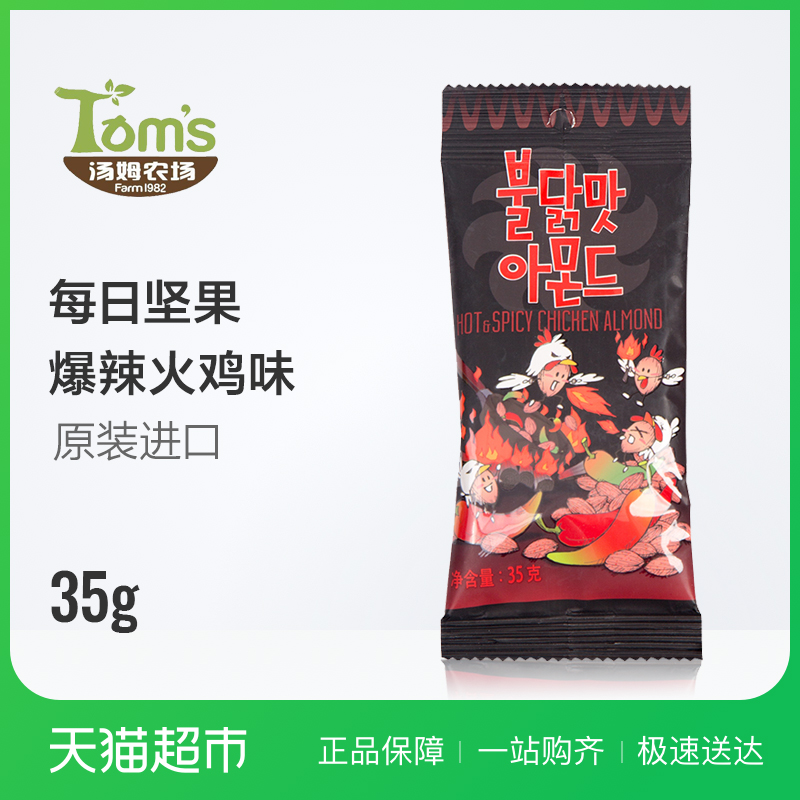 Tom's
汤姆农场
Farm1982
每日坚果
爆辣火鸡味
原装进口
35g
불닭맛
아몬드
HOT & SPICY CHICKEN ALMOND
净含量：35克
天猫超市
正品保障 | 一站购齐 | 极速送达